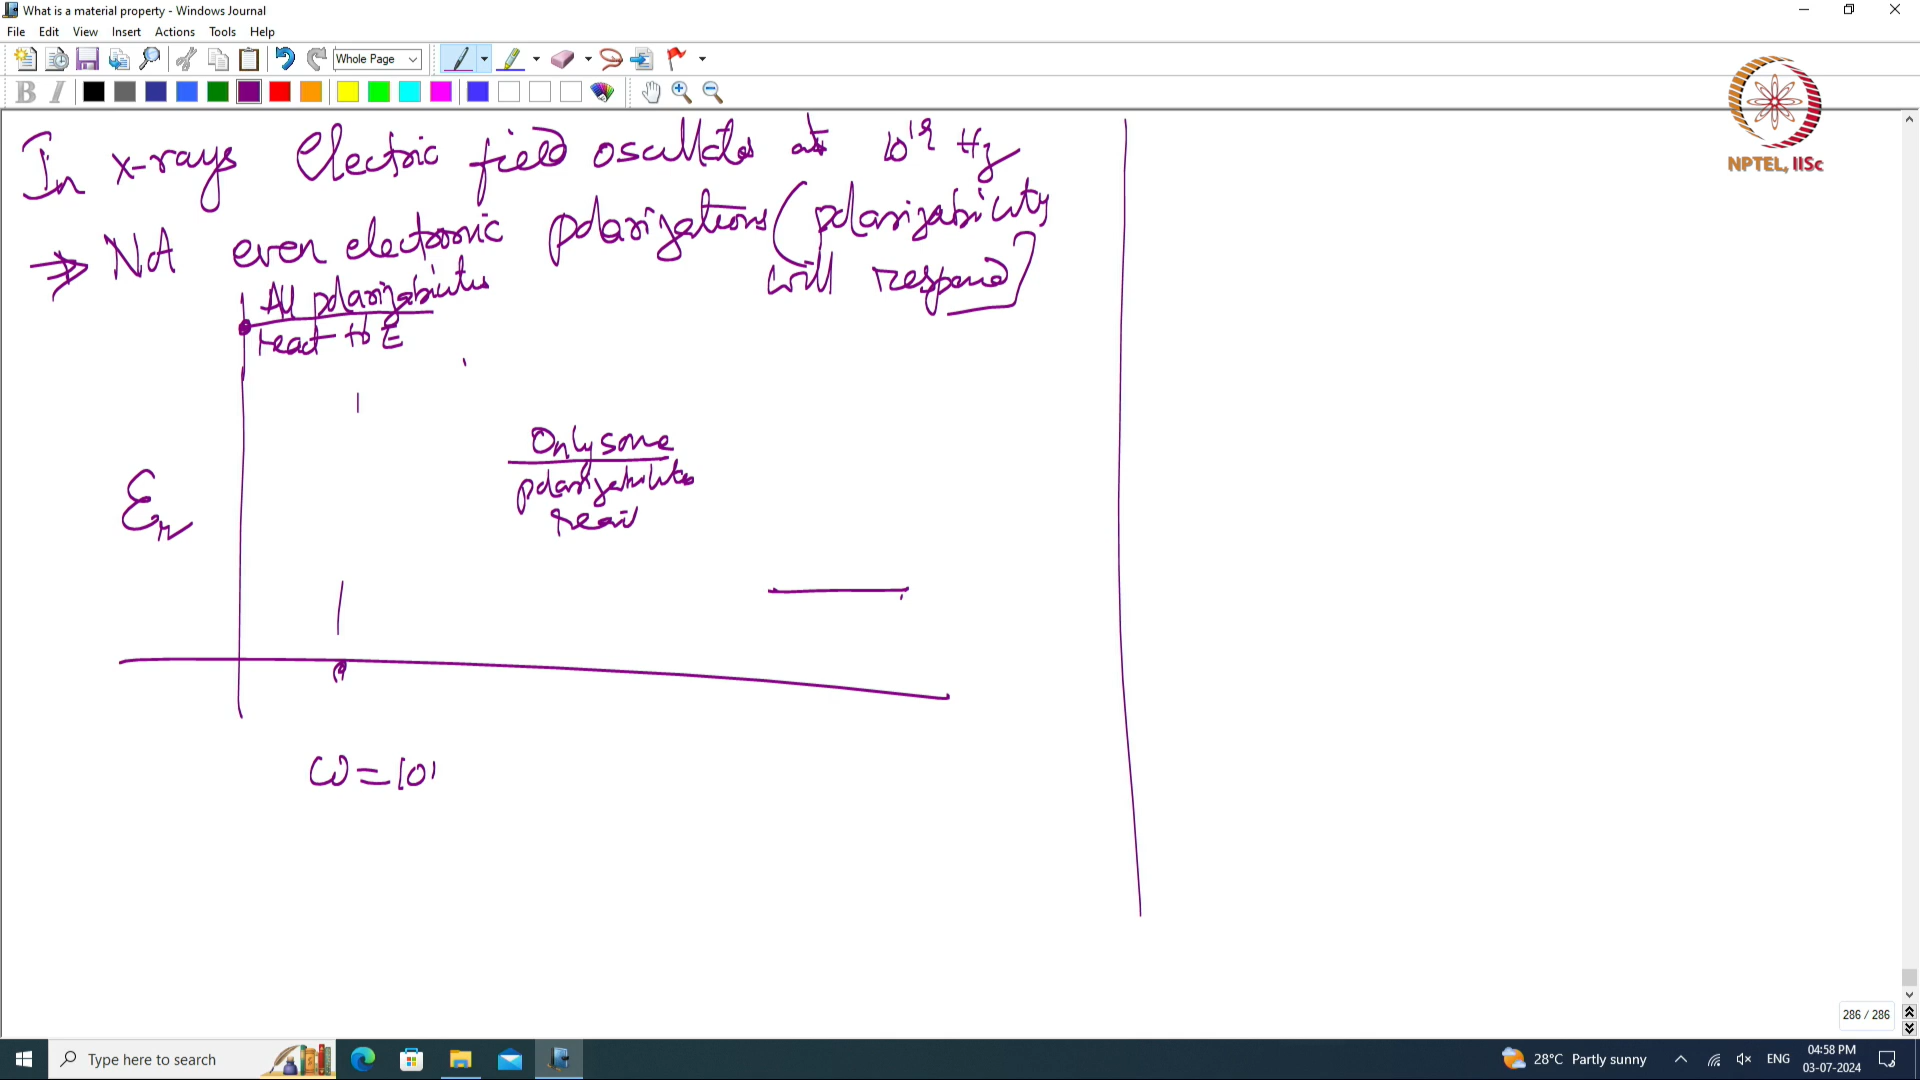 What is a material property - Windows Journal
File Edit View Insert Actions Tools Help
Whole Page
B I
NPTEL, IISc
In x-rays Electric field oscillates at 10^19 Hz
⇒ Not even electronic polarizations (polarizability
will respond)
All polarizabilities
react to E
Only some
polarizabilities
react
εr
ω = 10^1
286 / 286
Type here to search
28°C Partly sunny
ENG
04:58 PM
03-07-2024